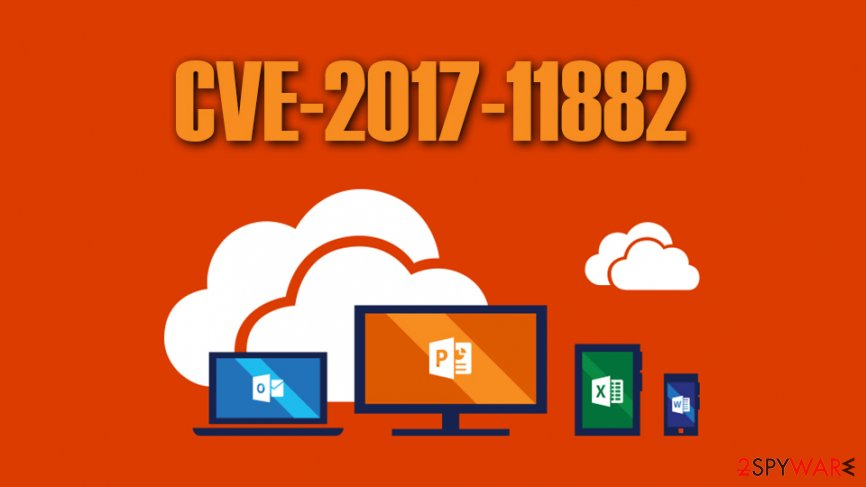 CVE-2017-11882
O
P
X
W
2SPYWARE